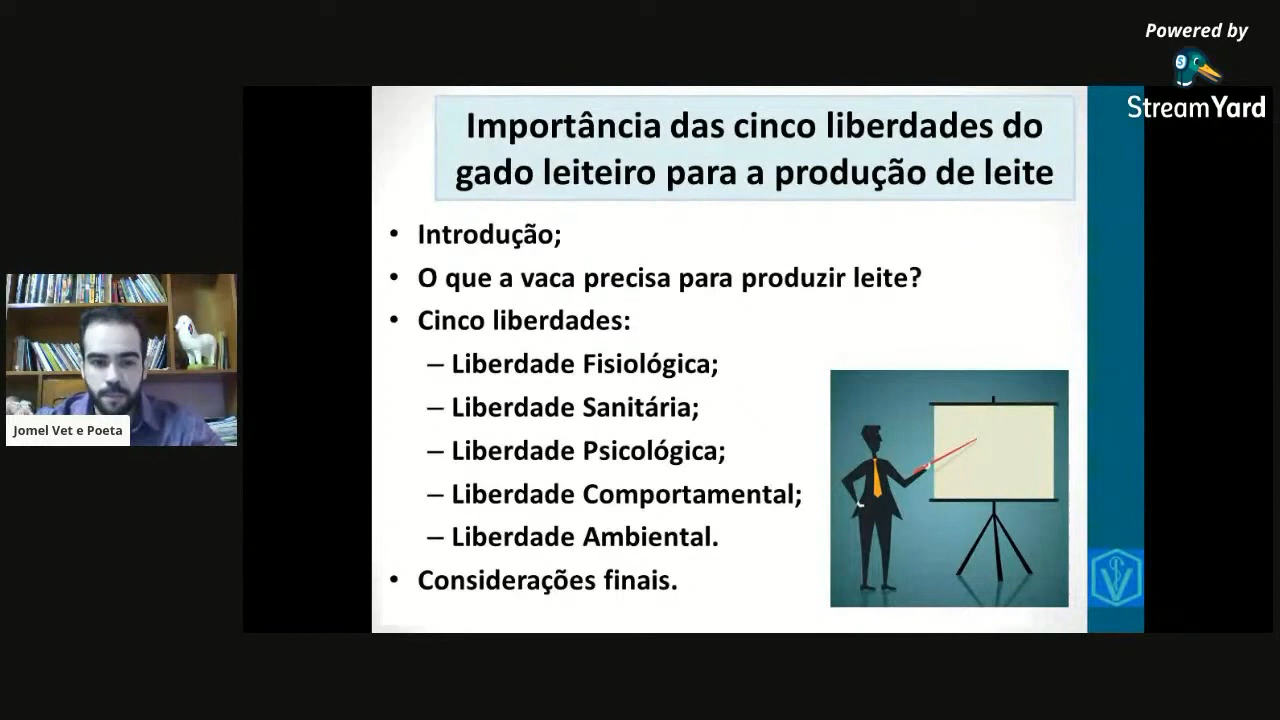 Powered by
StreamYard
Importância das cinco liberdades do
gado leiteiro para a produção de leite
• Introdução;
• O que a vaca precisa para produzir leite?
• Cinco liberdades:
– Liberdade Fisiológica;
– Liberdade Sanitária;
– Liberdade Psicológica;
– Liberdade Comportamental;
– Liberdade Ambiental.
• Considerações finais.
Jomel Vet e Poeta